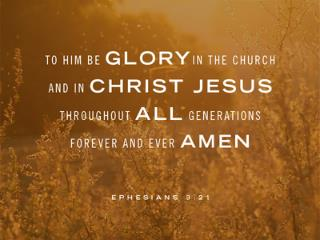 TO HIM BE GLORY IN THE CHURCH
AND IN CHRIST JESUS
THROUGHOUT ALL GENERATIONS
FOREVER AND EVER AMEN
EPHESIANS 3:21